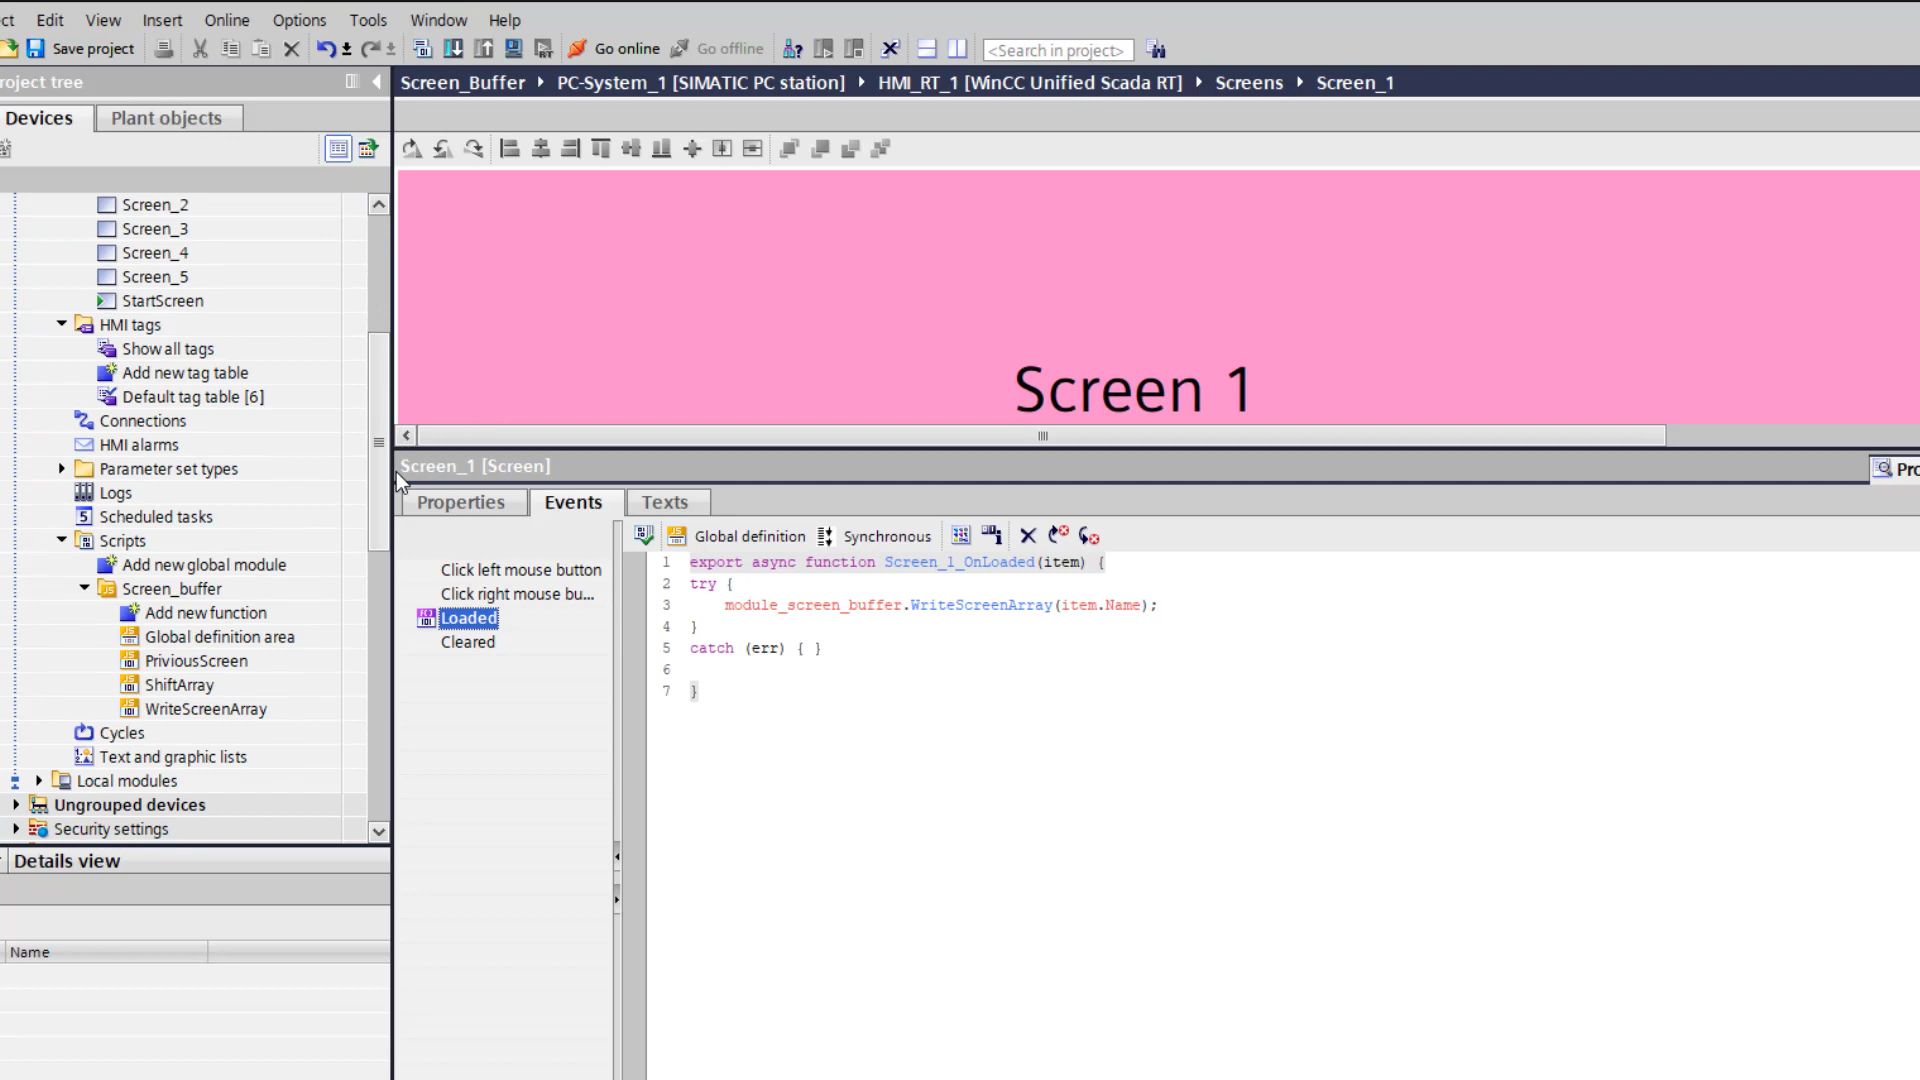 ct Edit View Insert Online Options Tools Window Help
Save project Go online Go offline <Search in project>
roject tree
Screen_Buffer PC-System_1 [SIMATIC PC station] HMI_RT_1 [WinCC Unified Scada RT] Screens Screen_1
Devices Plant objects
Screen_2
Screen_3
Screen_4
Screen_5
StartScreen
HMI tags
Show all tags
Add new tag table
Default tag table [6]
Connections
HMI alarms
Parameter set types
Logs
Scheduled tasks
Scripts
Add new global module
Screen_buffer
Add new function
Global definition area
PriviousScreen
ShiftArray
WriteScreenArray
Cycles
Text and graphic lists
Local modules
Ungrouped devices
Security settings
Details view
Name
Screen 1
Screen_1 [Screen] Pro
Properties Events Texts
Global definition Synchronous
Click left mouse button
Click right mouse bu...
Loaded
Cleared
1 export async function Screen_1_OnLoaded(item) {
2 try {
3 module_screen_buffer.WriteScreenArray(item.Name);
4 }
5 catch (err) { }
6
7 }